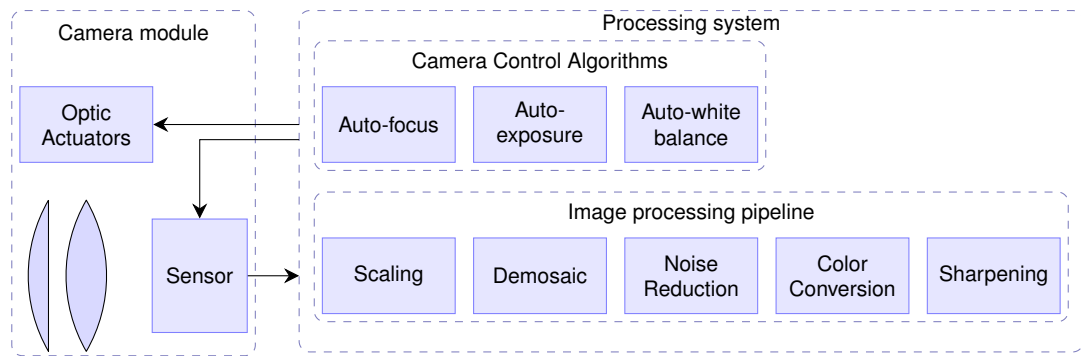 Camera module
Optic
Actuators
Sensor
Processing system
Camera Control Algorithms
Auto-focus
Auto-
exposure
Auto-white
balance
Image processing pipeline
Scaling
Demosaic
Noise
Reduction
Color
Conversion
Sharpening